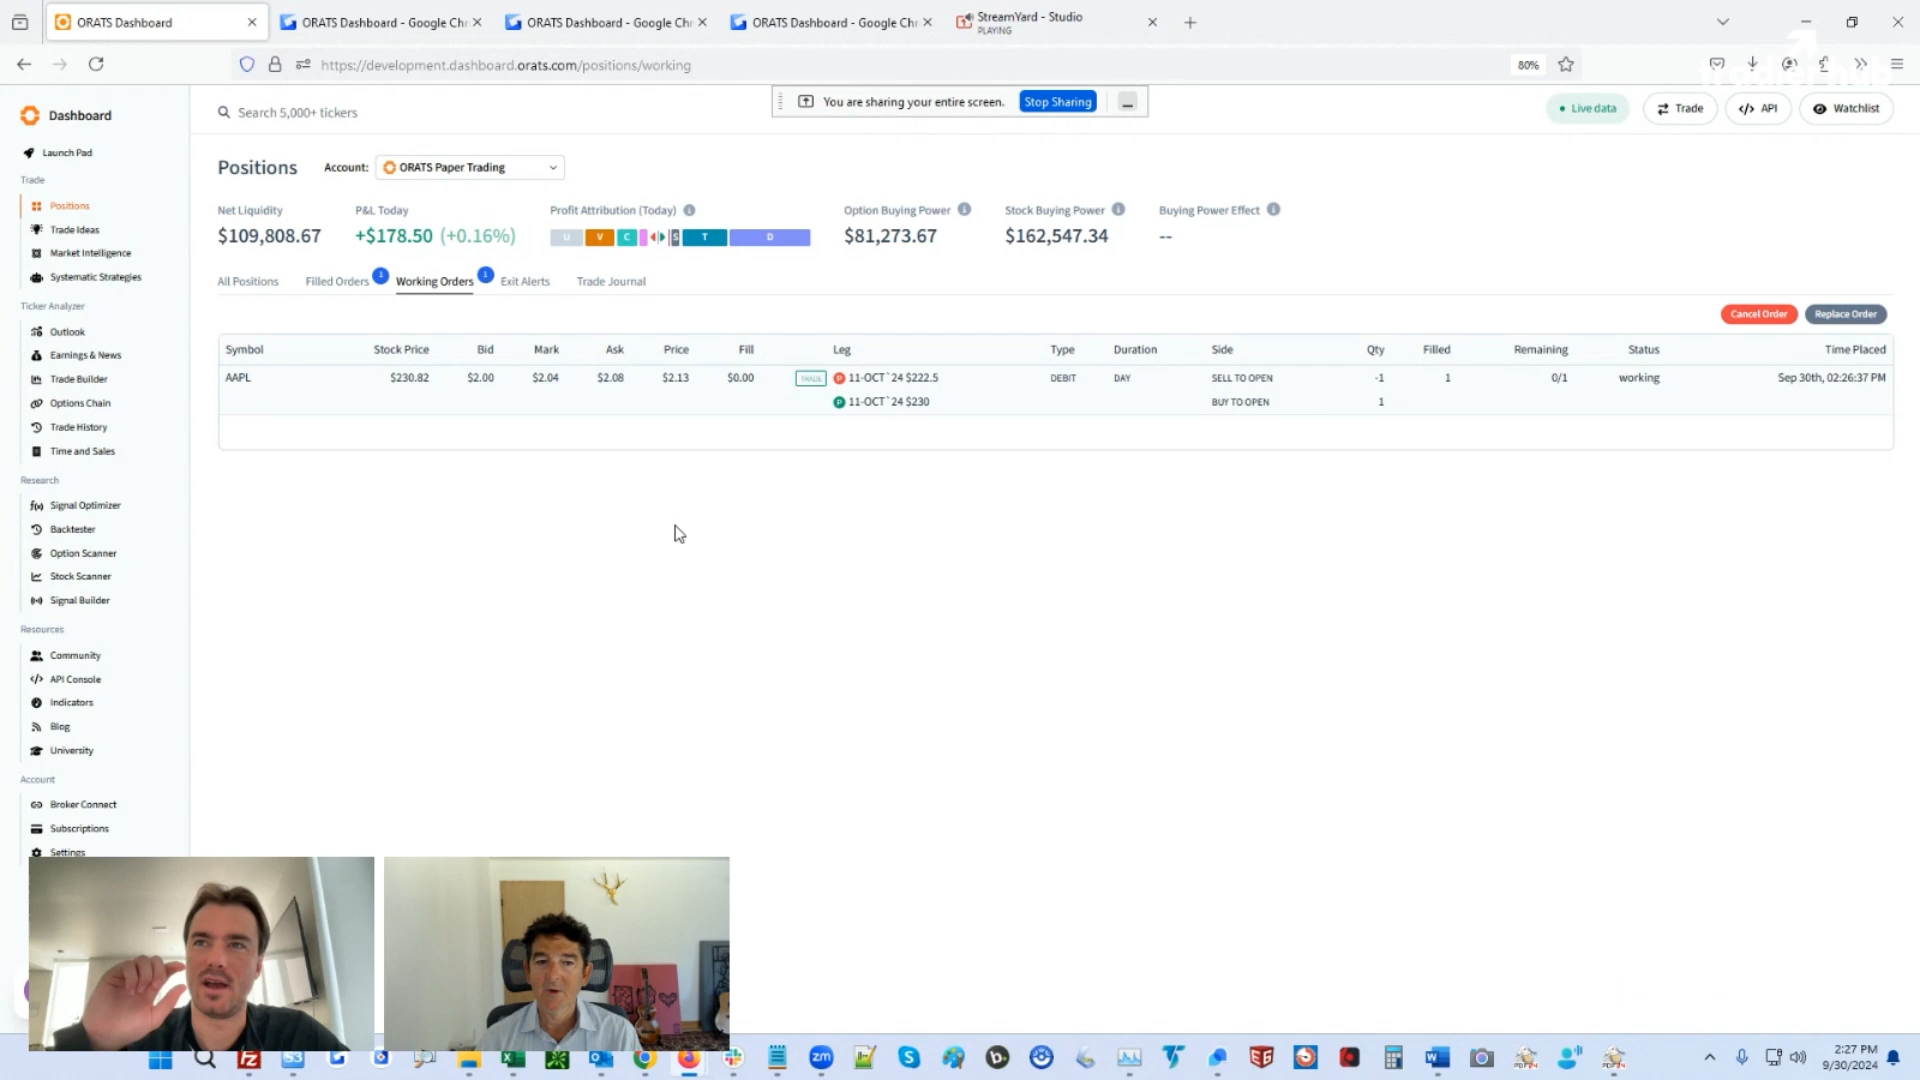 ORATS Dashboard
ORATS Dashboard - Google Chr
ORATS Dashboard - Google Chr
ORATS Dashboard - Google Chr
StreamYard - Studio
PLAYING
https://development.dashboard.orats.com/positions/working
80%
tradier hub
Dashboard
Search 5,000+ tickers
You are sharing your entire screen.
Stop Sharing
Live data
Trade
API
Watchlist
Launch Pad
Trade
Positions
Trade Ideas
Market Intelligence
Systematic Strategies
Ticker Analyzer
Outlook
Earnings & News
Trade Builder
Options Chain
Trade History
Time and Sales
Research
Signal Optimizer
Backtester
Option Scanner
Stock Scanner
Signal Builder
Resources
Community
API Console
Indicators
Blog
University
Account
Broker Connect
Subscriptions
Settings
Positions
Account: ORATS Paper Trading
Net Liquidity
$109,808.67
P&L Today
+$178.50 (+0.16%)
Profit Attribution (Today)
U V C S T D
Option Buying Power
$81,273.67
Stock Buying Power
$162,547.34
Buying Power Effect
--
All Positions Filled Orders 1 Working Orders 1 Exit Alerts Trade Journal
Cancel Order Replace Order
Symbol Stock Price Bid Mark Ask Price Fill Leg Type Duration Side Qty Filled Remaining Status Time Placed
AAPL $230.82 $2.00 $2.04 $2.08 $2.13 $0.00 TRADE P 11-OCT`24 $222.5 DEBIT DAY SELL TO OPEN -1 1 0/1 working Sep 30th, 02:26:37 PM
P 11-OCT`24 $230 BUY TO OPEN 1
2:27 PM
9/30/2024